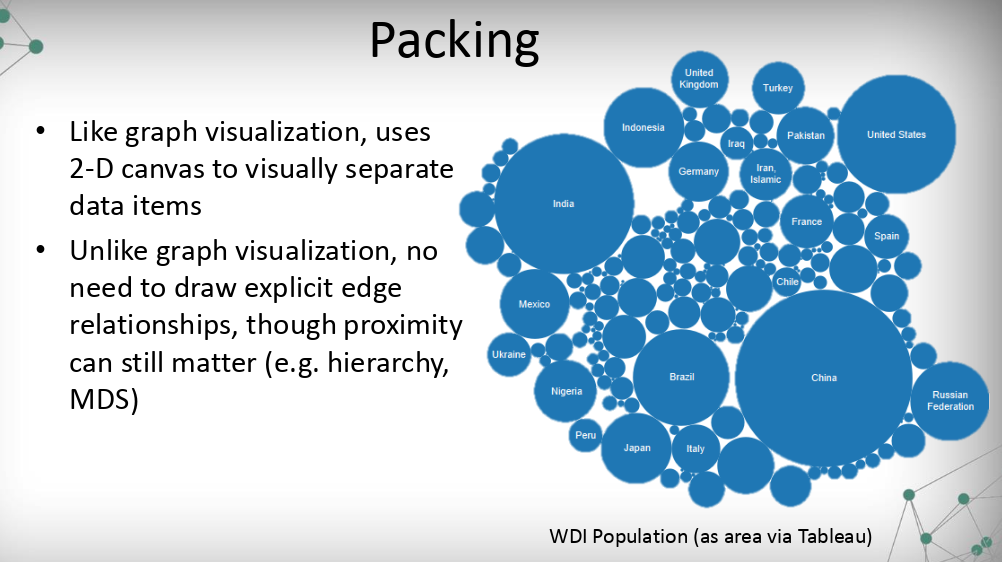 Packing
• Like graph visualization, uses
2-D canvas to visually separate
data items
• Unlike graph visualization, no
need to draw explicit edge
relationships, though proximity
can still matter (e.g. hierarchy,
MDS)
United
Kingdom
Turkey
Indonesia
Iraq
Pakistan
United States
Germany
Iran,
Islamic
India
France
Spain
Chile
Mexico
Ukraine
Brazil
China
Nigeria
Russian
Federation
Peru
Japan
Italy
WDI Population (as area via Tableau)